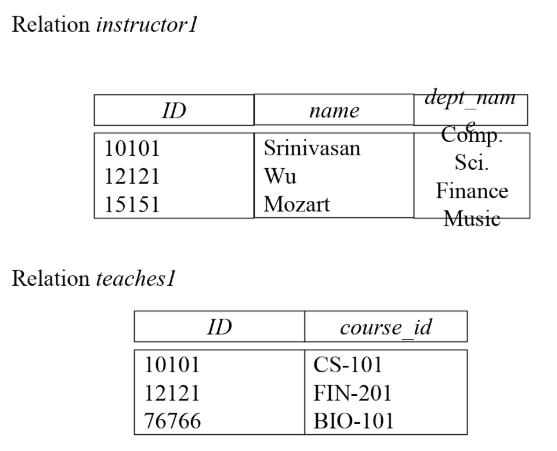 Relation instructor1
ID name dept_nam
e
10101 Srinivasan Comp.
Sci.
12121 Wu Finance
15151 Mozart Music
Relation teaches1
ID course_id
10101 CS-101
12121 FIN-201
76766 BIO-101